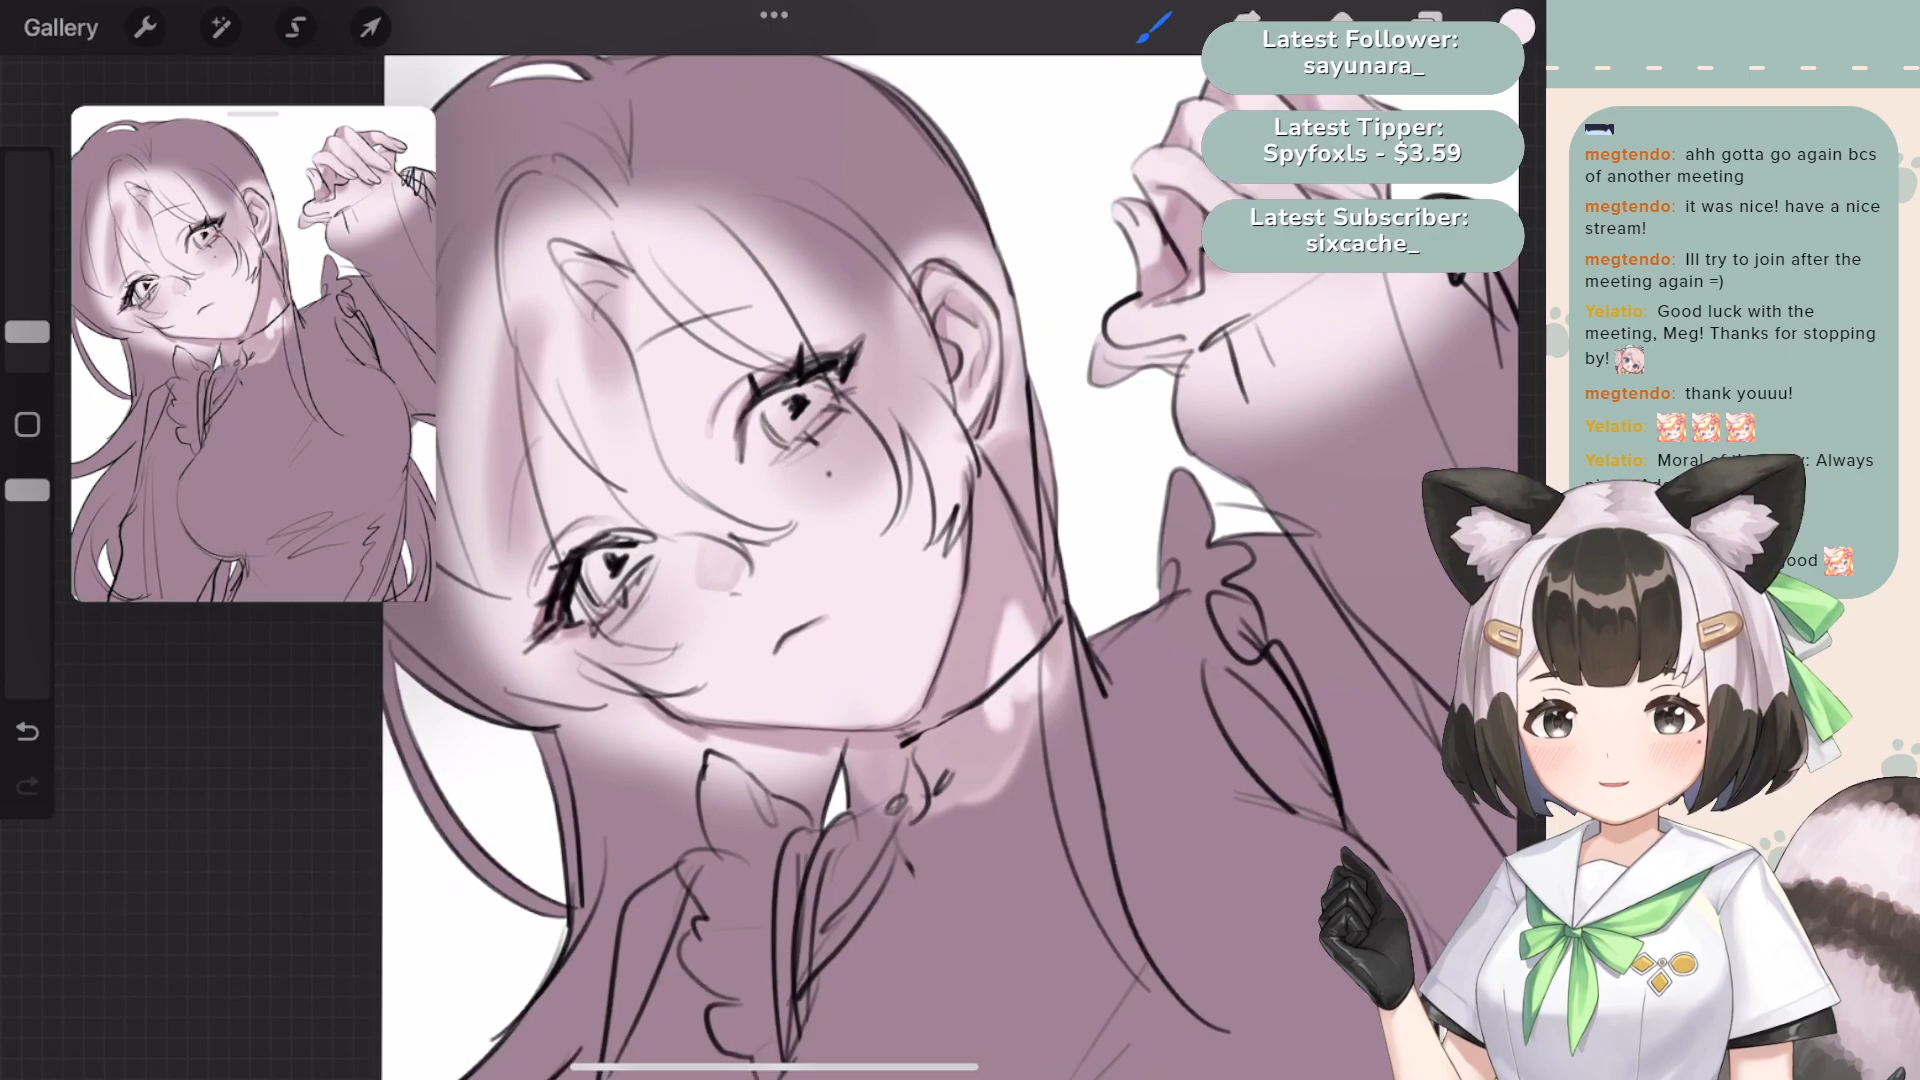 Gallery
Latest Follower:
sayunara_
Latest Tipper:
Spyfoxls - $3.59
Latest Subscriber:
sixcache_
megtendo: ahh gotta go again bcs
of another meeting
megtendo: it was nice! have a nice
stream!
megtendo: Ill try to join after the
meeting again =)
Yelatio: Good luck with the
meeting, Meg! Thanks for stopping
by!
megtendo: thank youuu!
Yelatio:
Yelatio: Moral of Always